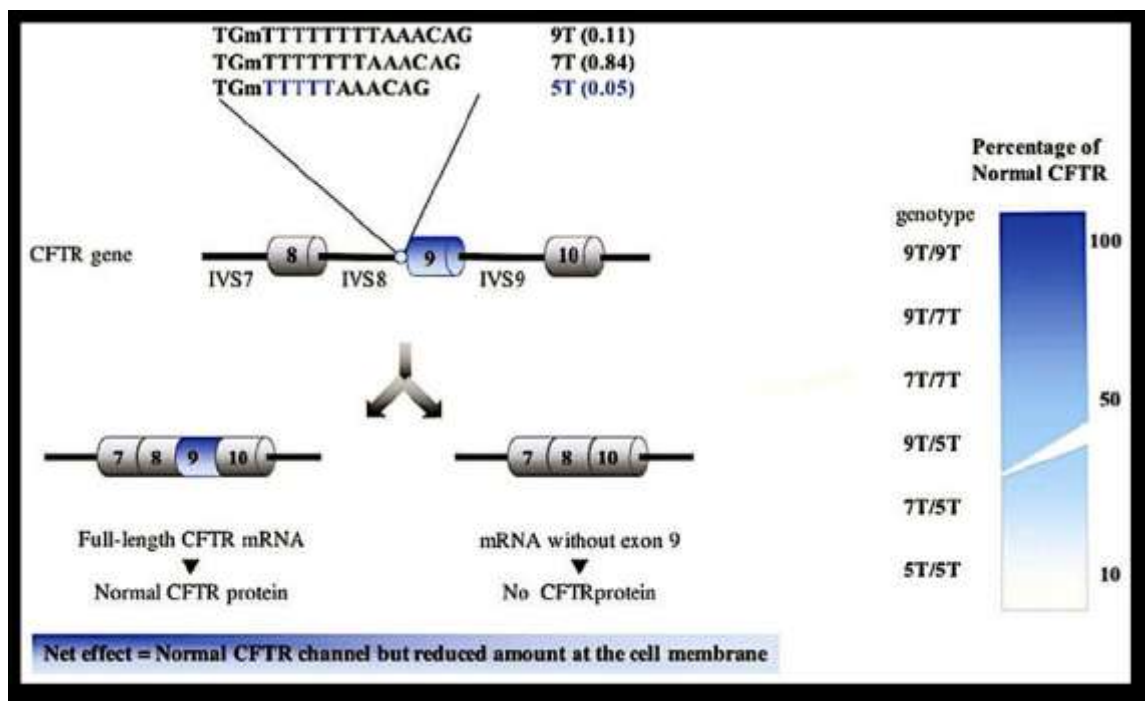 TGmTTTTTTTTTAAACAG 9T (0.11)
TGmTTTTTTTAAACAG 7T (0.84)
TGmTTTTTAAACAG 5T (0.05)
Percentage of
Normal CFTR
genotype
100
CFTR gene
8
9
10
9T/9T
IVS7
IVS8
IVS9
9T/7T
7T/7T
50
9T/5T
7 8 9 10
7 8 10
7T/5T
Full-length CFTR mRNA
mRNA without exon 9
5T/5T
10
Normal CFTR protein
No CFTRprotein
Net effect = Normal CFTR channel but reduced amount at the cell membrane